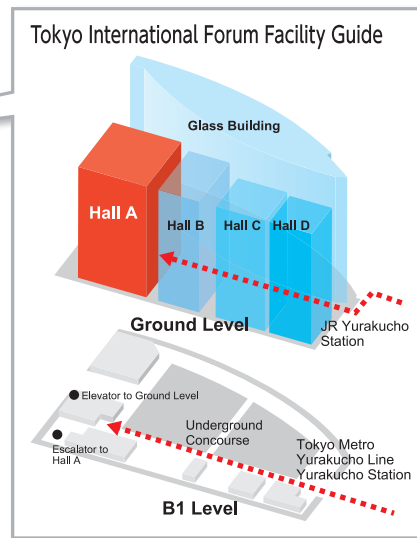 Tokyo International Forum Facility Guide
Glass Building
Hall A
Hall B
Hall C
Hall D
Ground Level
JR Yurakucho
Station
Elevator to Ground Level
Underground
Concourse
Escalator to
Hall A
Tokyo Metro
Yurakucho Line
Yurakucho Station
B1 Level